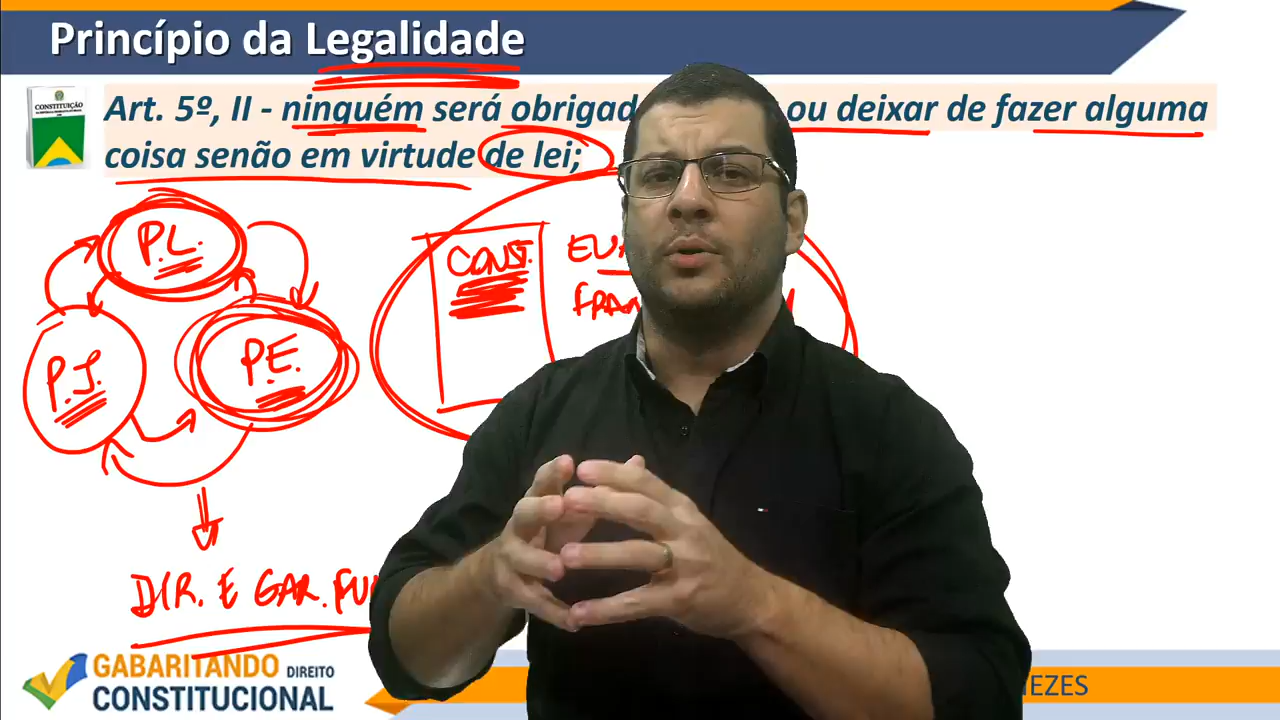 Princípio da Legalidade
CONSTITUIÇÃO
Art. 5º, II - ninguém será obrigad ou deixar de fazer alguma
coisa senão em virtude de lei;
P.L.
P.J.
P.E.
CONST.
DIR. E GAR. FU
GABARITANDO DIREITO
CONSTITUCIONAL
EZES